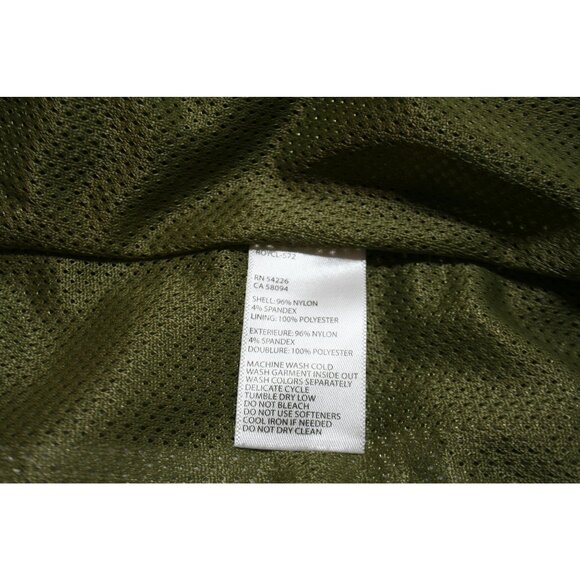 RN 54226
CA 58094
SHELL: 96% NYLON
4% SPANDEX
LINING: 100% POLYESTER
EXTERIEURE: 96% NYLON
4% SPANDEX
DOUBLURE: 100% POLYESTER
MACHINE WASH COLD
WASH GARMENT INSIDE OUT
WASH COLORS SEPARATELY
DELICATE CYCLE
TUMBLE DRY LOW
DO NOT BLEACH
DO NOT USE SOFTENERS
COOL IRON IF NEEDED
DO NOT DRY CLEAN